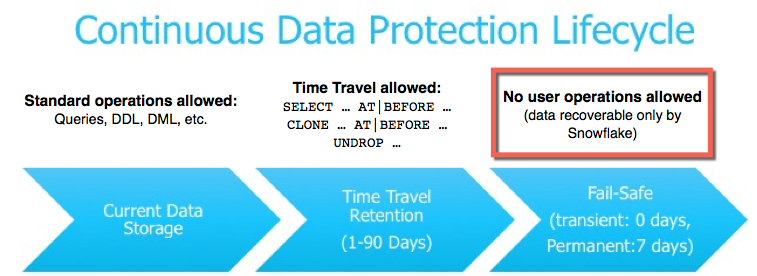 Continuous Data Protection Lifecycle
Standard operations allowed:
Queries, DDL, DML, etc.
Time Travel allowed:
SELECT … AT|BEFORE …
CLONE … AT|BEFORE …
UNDROP …
No user operations allowed
(data recoverable only by
Snowflake)
Current Data
Storage
Time Travel
Retention
(1-90 Days)
Fail-Safe
(transient: 0 days,
Permanent:7 days)